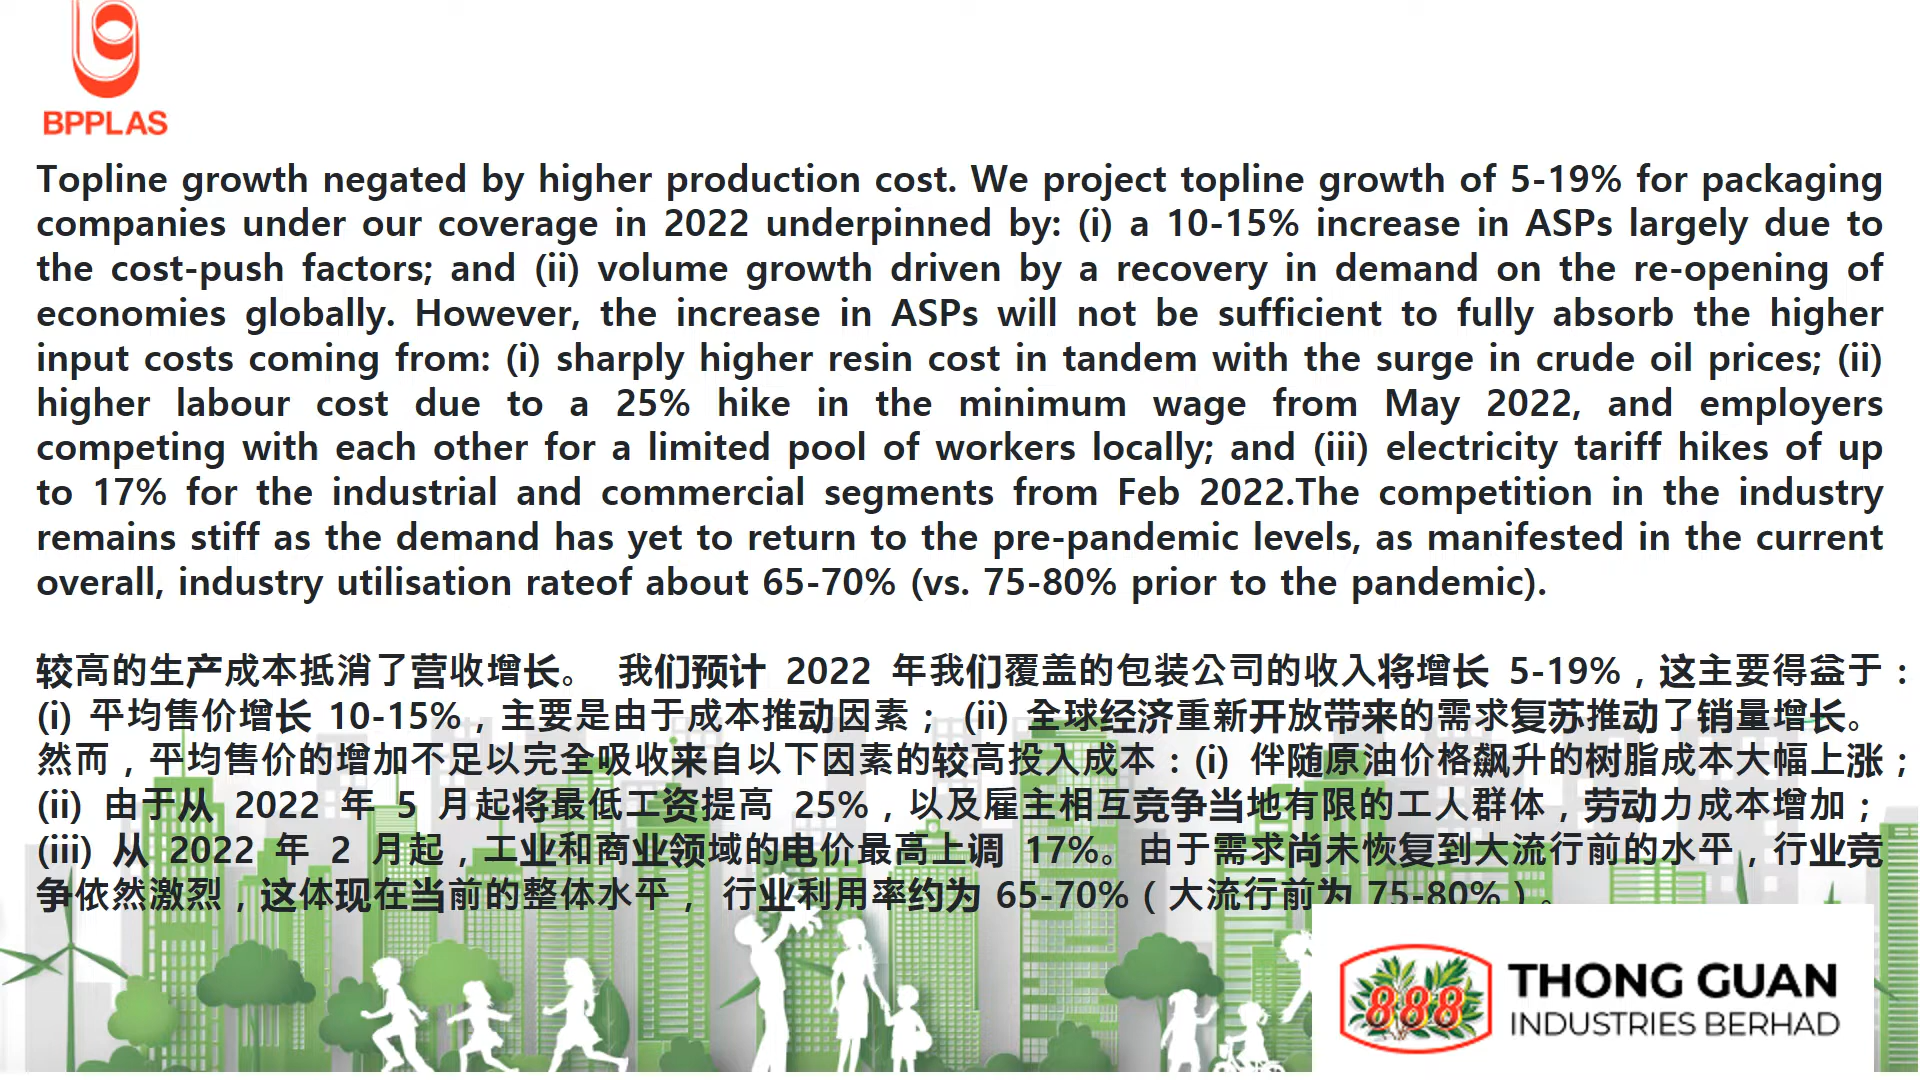 BPPLAS
Topline growth negated by higher production cost. We project topline growth of 5-19% for packaging
companies under our coverage in 2022 underpinned by: (i) a 10-15% increase in ASPs largely due to
the cost-push factors; and (ii) volume growth driven by a recovery in demand on the re-opening of
economies globally. However, the increase in ASPs will not be sufficient to fully absorb the higher
input costs coming from: (i) sharply higher resin cost in tandem with the surge in crude oil prices; (ii)
higher labour cost due to a 25% hike in the minimum wage from May 2022, and employers
competing with each other for a limited pool of workers locally; and (iii) electricity tariff hikes of up
to 17% for the industrial and commercial segments from Feb 2022.The competition in the industry
remains stiff as the demand has yet to return to the pre-pandemic levels, as manifested in the current
overall, industry utilisation rateof about 65-70% (vs. 75-80% prior to the pandemic).
较高的生产成本抵消了营收增长。 我们预计 2022 年我们覆盖的包装公司的收入将增长 5-19%，这主要得益于：
(i) 平均售价增长 10-15%，主要是由于成本推动因素； (ii) 全球经济重新开放带来的需求复苏推动了销量增长。
然而，平均售价的增加不足以完全吸收来自以下因素的较高投入成本：(i) 伴随原油价格飙升的树脂成本大幅上涨；
(ii) 由于从 2022 年 5 月起将最低工资提高 25%，以及雇主相互竞争当地有限的工人群体，劳动力成本增加；
(iii) 从 2022 年 2 月起，工业和商业领域的电价最高上调 17%。由于需求尚未恢复到大流行前的水平，行业竞
争依然激烈，这体现在当前的整体水平， 行业利用率约为 65-70%（大流行前为 75-80%）。
888
THONG GUAN
INDUSTRIES BERHAD